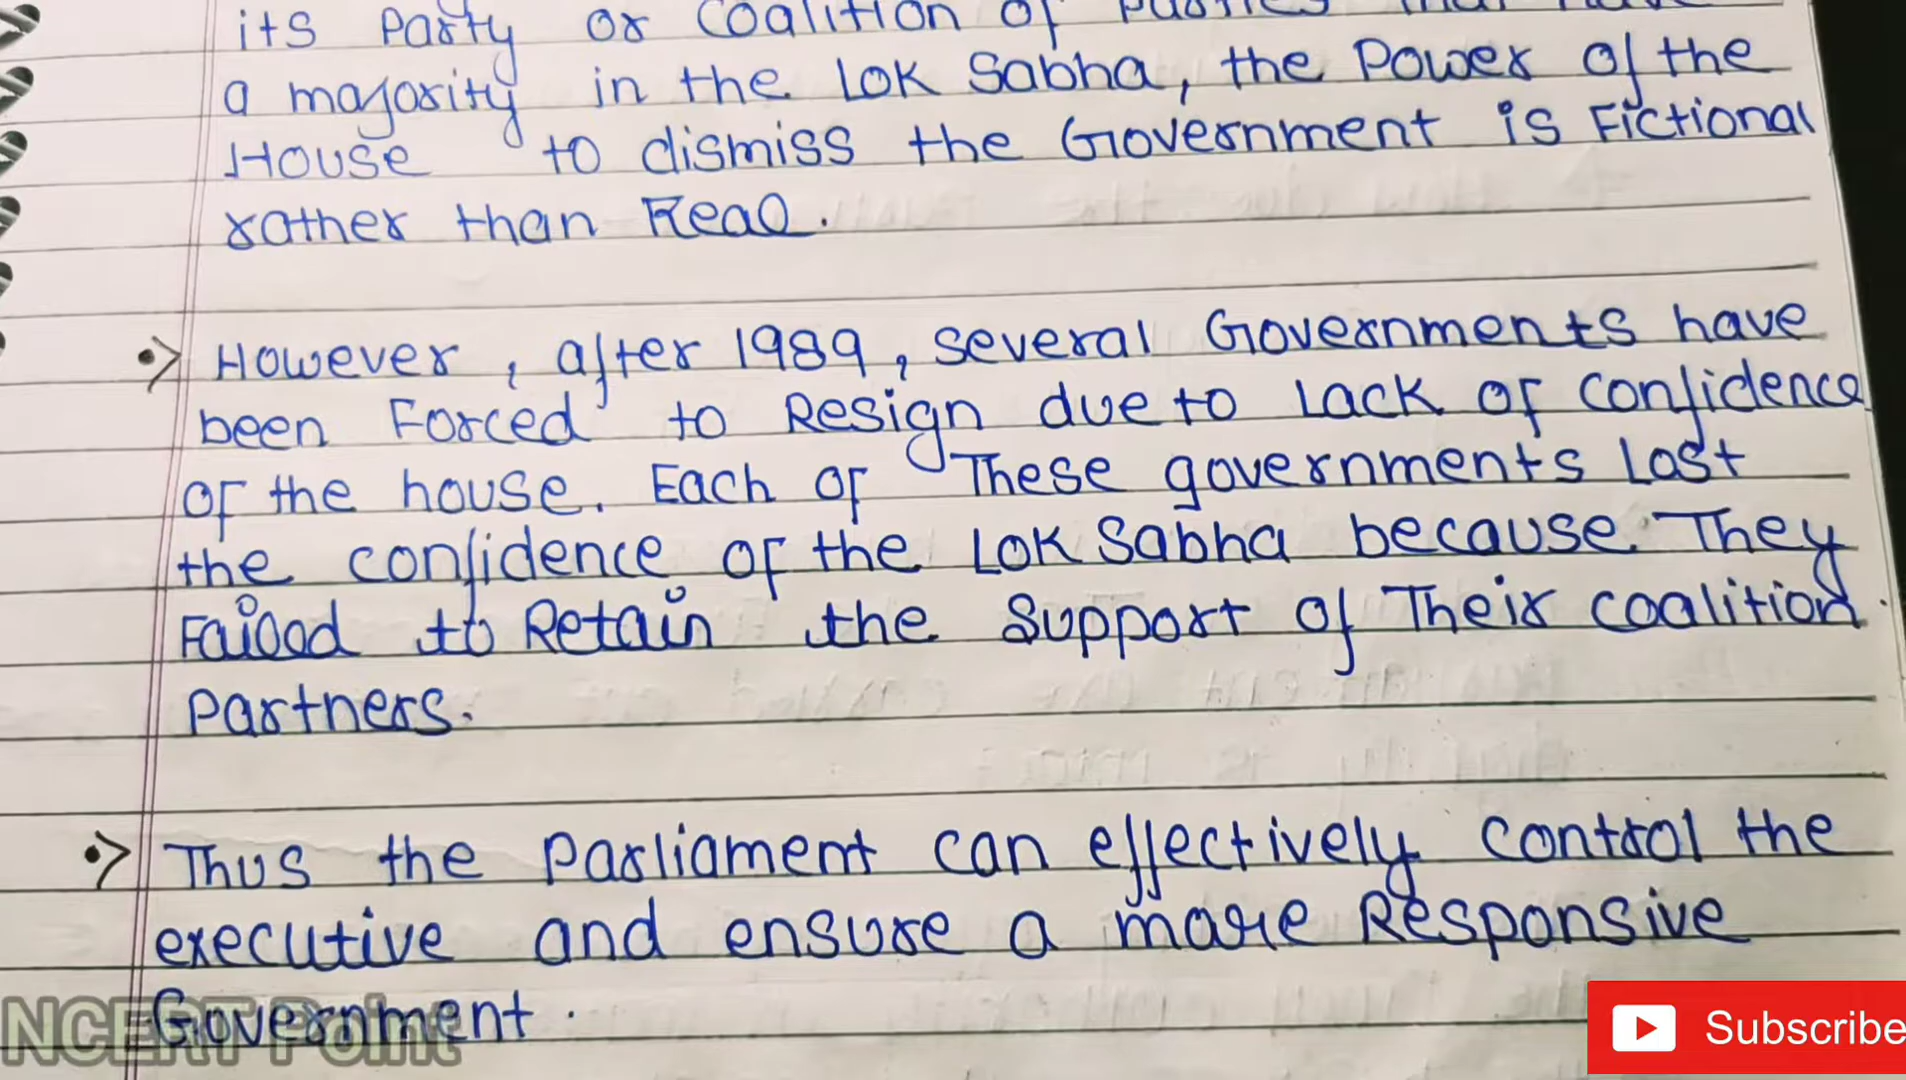 its Party or Coalition of Parties that have
a majority in the Lok Sabha, the Power of the
House to dismiss the Government is Fictional
rather than Real.
•> However, after 1989, several Governments have
been Forced to Resign due to Lack of confidence
of the house. Each of These governments Lost
the confidence of the Lok Sabha because They
Failed to Retain the Support of Their coalition
Partners.
•> Thus the Parliament can effectively control the
executive and ensure a more Responsive
Government.
NCERT Point
Subscribe